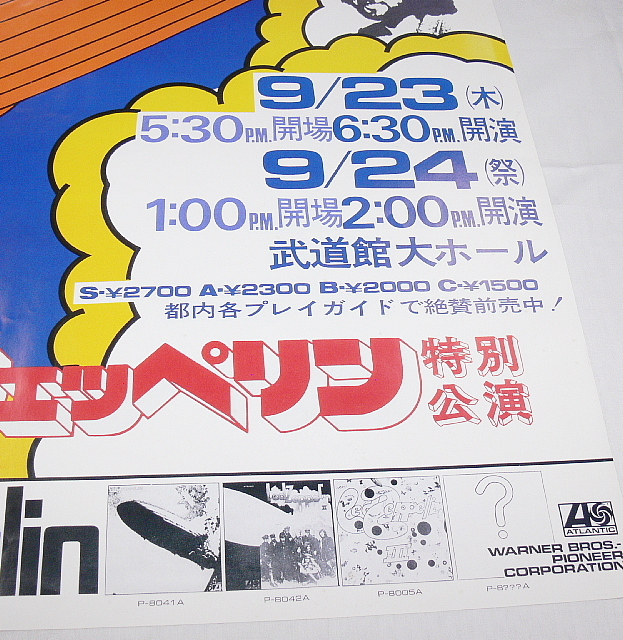 9/23(木)
5:30P.M.開場6:30P.M.開演
9/24(祭)
1:00P.M.開場2:00P.M.開演
武道館大ホール
S-¥2700 A-¥2300 B-¥2000 C-¥1500
都内各プレイガイドで絶賛前売中!
ェッペリン特別
公演
lin
?
ATLANTIC
WARNER BROS.-
PIONEER
CORPORATION
P-8041A P-8042A P-8005A P-8???A